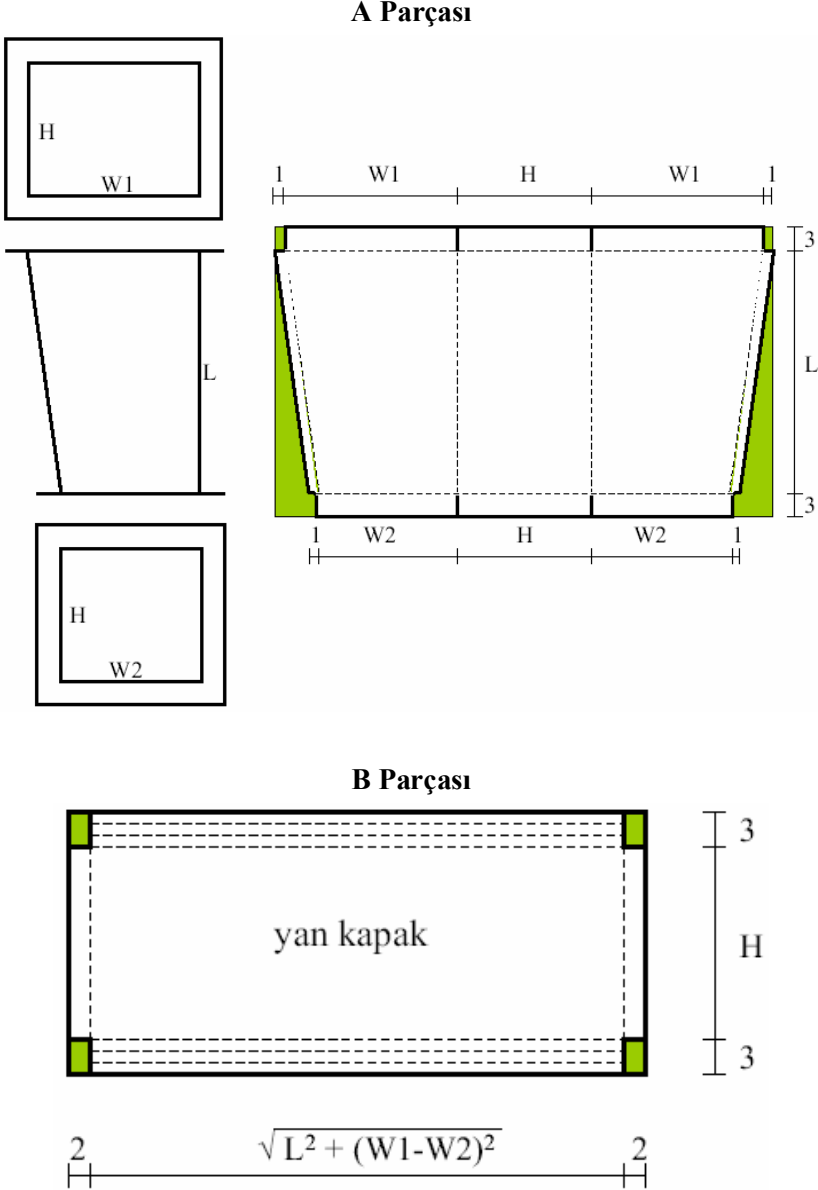 A Parçası
H
W1
1 W1 H W1 1
3
L
L
3
1 W2 H W2 1
H
W2
B Parçası
3
yan kapak
H
3
2 √L² + (W1-W2)² 2